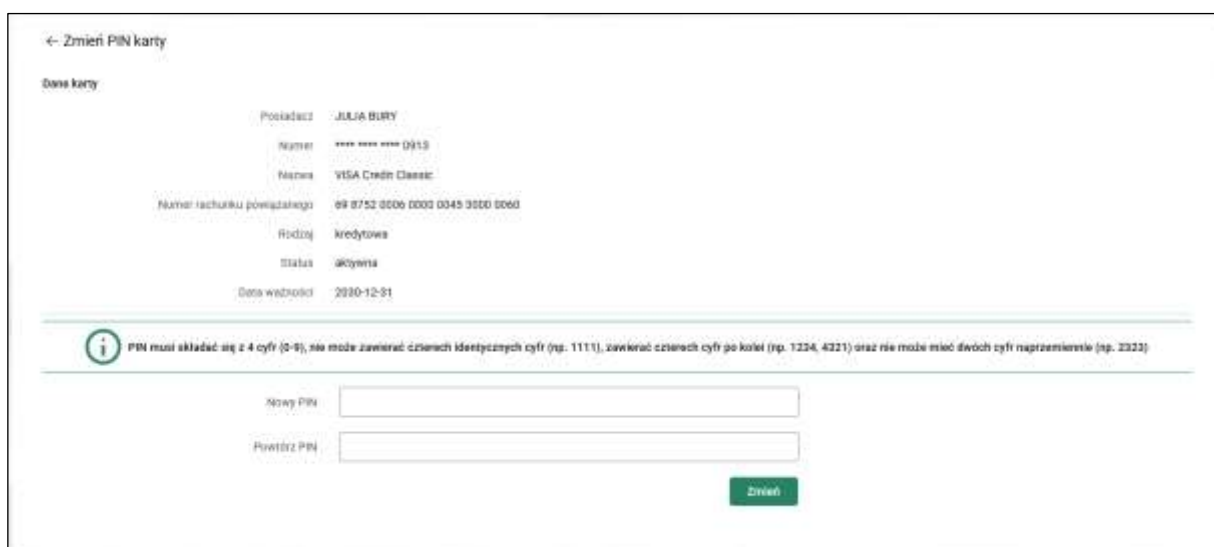 ← Zmień PIN karty
Dane karty
Posiadacz JULIA BURY
Numer **** **** **** 0913
Nazwa VISA Credit Classic
Numer rachunku powiązanego 69 8752 0006 0000 0045 3000 0060
Rodzaj kredytowa
Status aktywna
Data ważności 2030-12-31
PIN musi składać się z 4 cyfr (0-9), nie może zawierać czterech identycznych cyfr (np. 1111), zawierać czterech cyfr po kolei (np. 1234, 4321) oraz nie może mieć dwóch cyfr naprzemiennie (np. 2323)
Nowy PIN
Powtórz PIN
Zmień